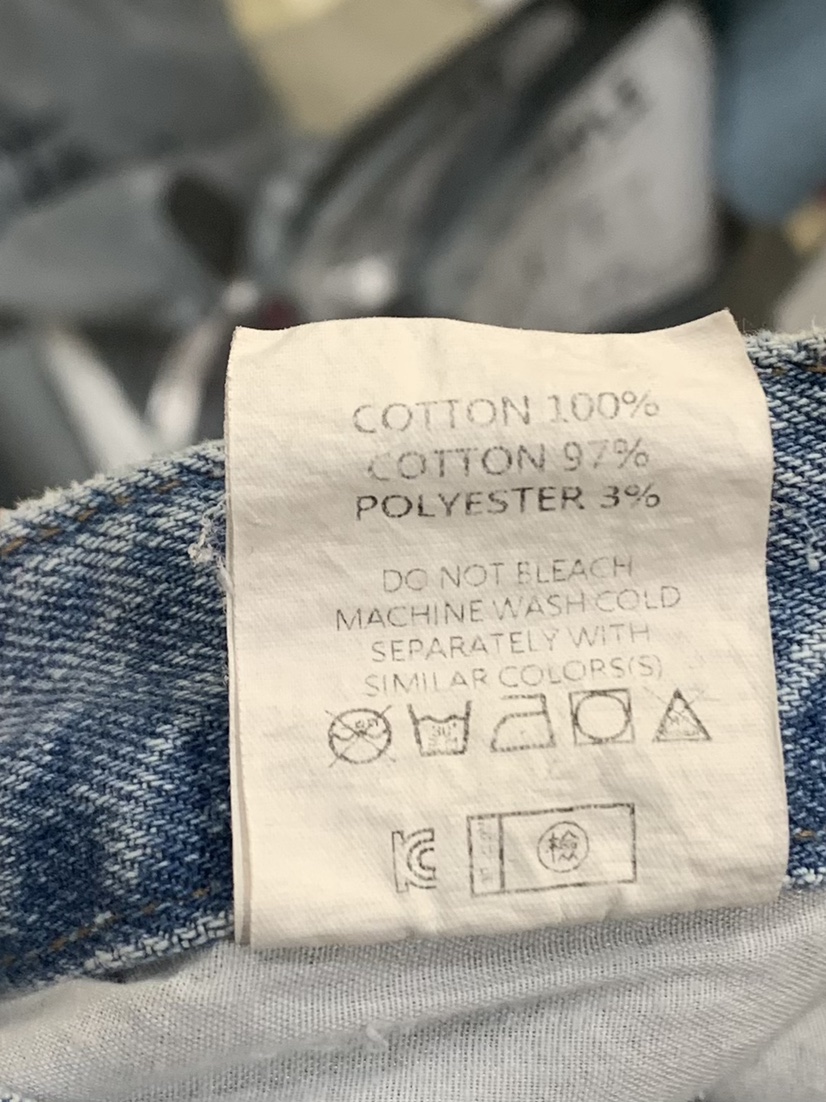 COTTON 100%
COTTON 97%
POLYESTER 3%
DO NOT BLEACH
MACHINE WASH COLD
SEPARATELY WITH
SIMILAR COLORS(S)
30°
檢